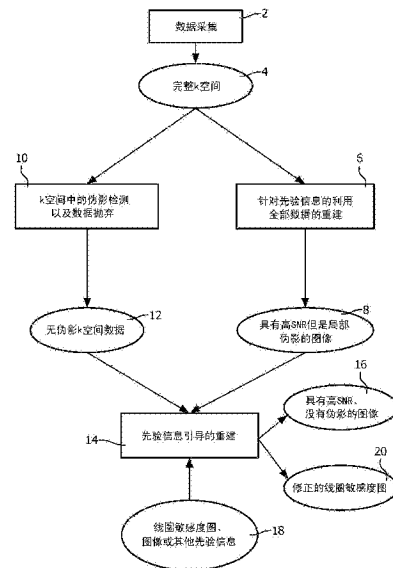 数据采集
2
完整k空间
4
10
k空间中的伪影检测
以及数据抛弃
6
针对先验信息的利用
全部数据的重建
无伪影k空间数据
12
具有高SNR但是局部
伪影的图像
8
先验信息引导的重建
14
具有高SNR、
没有伪影的图像
16
修正的线圈敏感度图
20
线圈敏感度图、
图像或其他先验信息
18